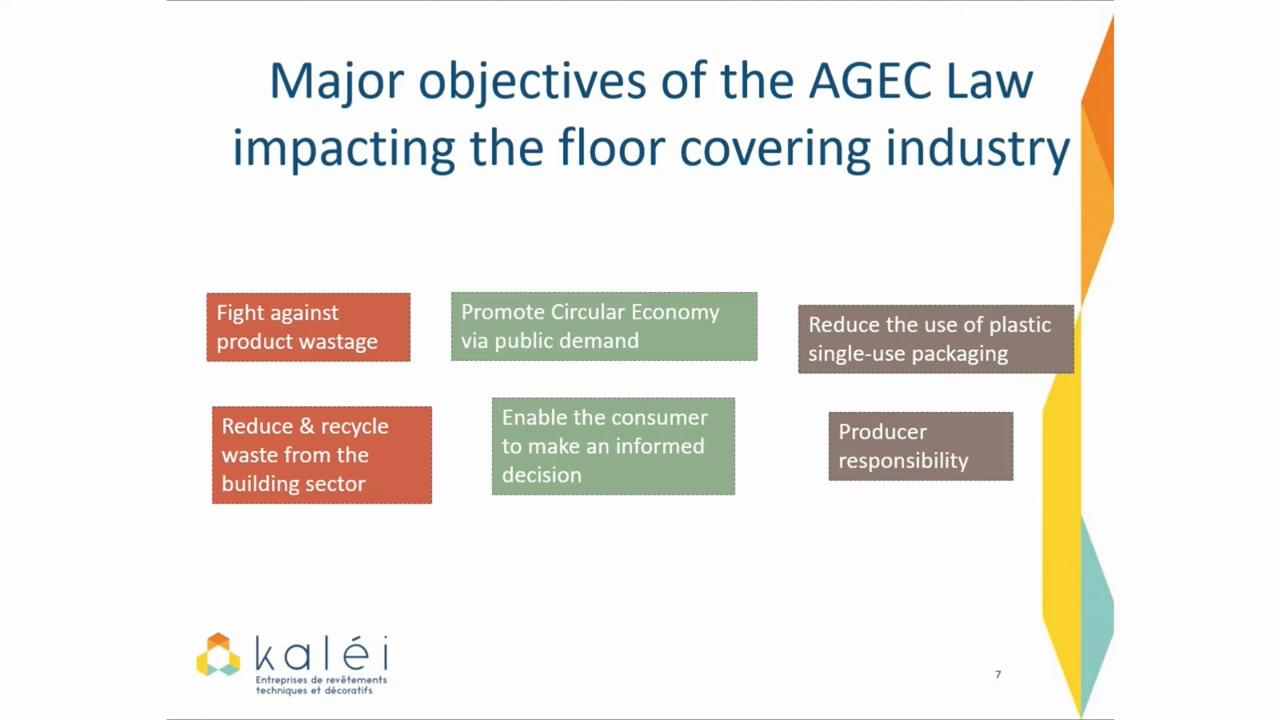 Major objectives of the AGEC Law
impacting the floor covering industry
Fight against
product wastage
Promote Circular Economy
via public demand
Reduce the use of plastic
single-use packaging
Reduce & recycle
waste from the
building sector
Enable the consumer
to make an informed
decision
Producer
responsibility
kaléi
Entreprises de revêtements
techniques et décoratifs
7